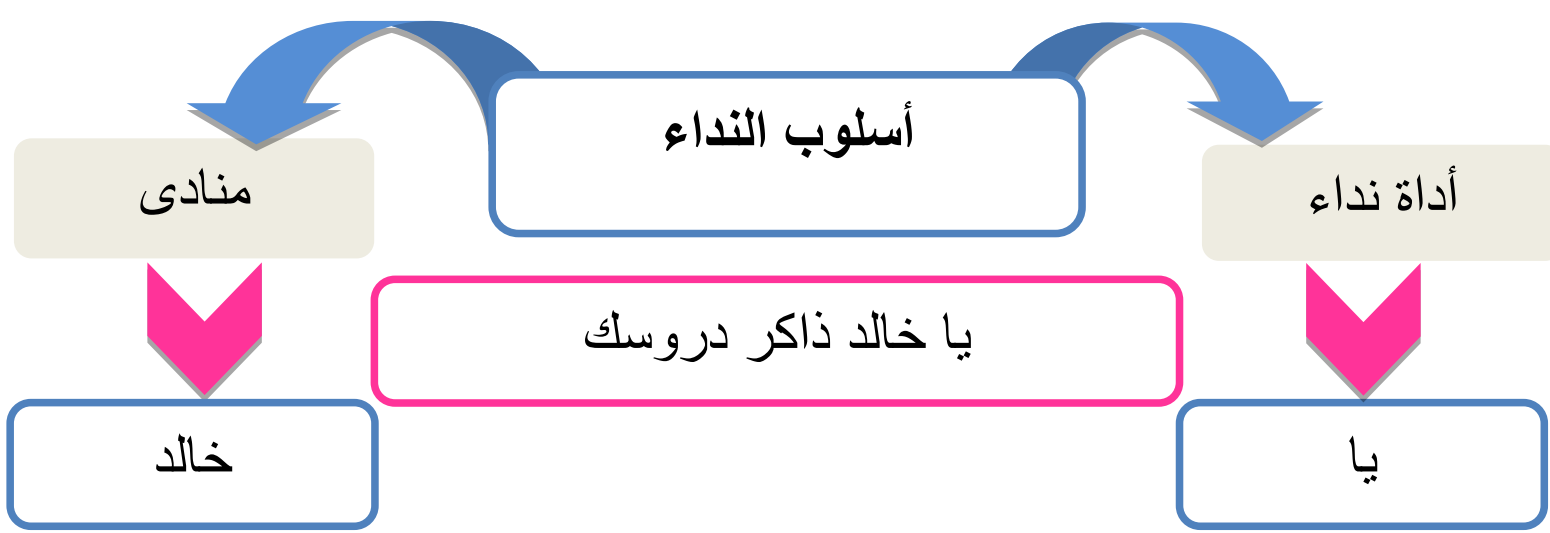 أسلوب النداء
أداة نداء
منادى
يا خالد ذاكر دروسك
يا
خالد